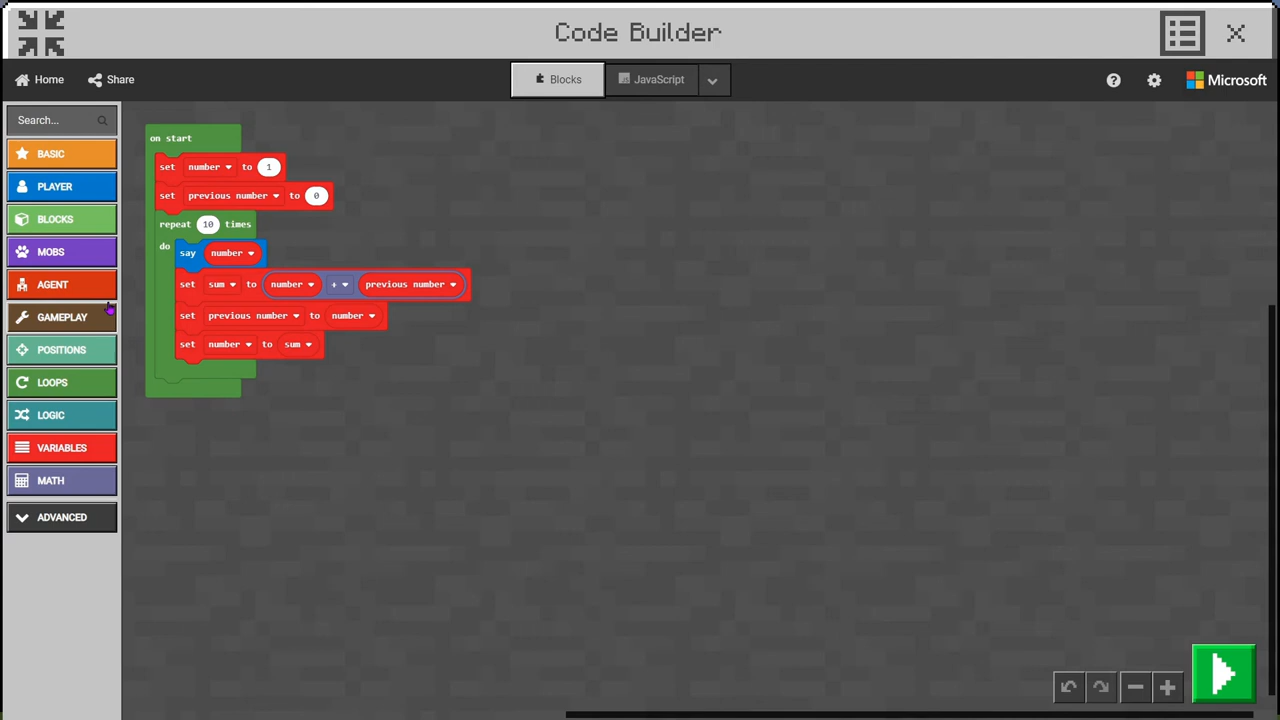 Code Builder
Home Share Blocks JavaScript Microsoft
Search...
BASIC
PLAYER
BLOCKS
MOBS
AGENT
GAMEPLAY
POSITIONS
LOOPS
LOGIC
VARIABLES
MATH
ADVANCED
on start
set number to 1
set previous number to 0
repeat 10 times
do say number
set sum to number + previous number
set previous number to number
set number to sum